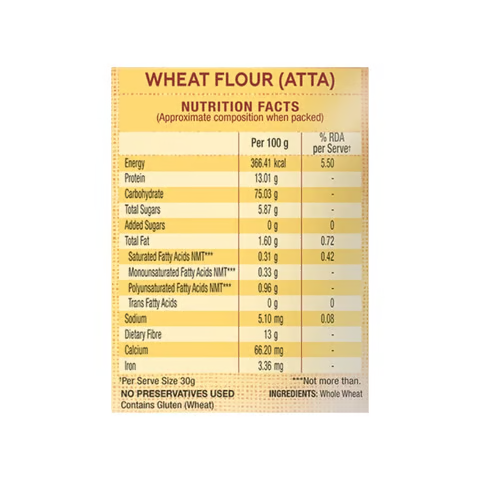 WHEAT FLOUR (ATTA)
NUTRITION FACTS
(Approximate composition when packed)
Per 100 g % RDA per Serve†
Energy 366.41 kcal 5.50
Protein 13.01 g -
Carbohydrate 75.03 g -
Total Sugars 5.87 g -
Added Sugars 0 g 0
Total Fat 1.60 g 0.72
Saturated Fatty Acids NMT*** 0.31 g 0.42
Monounsaturated Fatty Acids NMT*** 0.33 g -
Polyunsaturated Fatty Acids NMT*** 0.96 g -
Trans Fatty Acids 0 g 0
Sodium 5.10 mg 0.08
Dietary Fibre 13 g -
Calcium 66.20 mg -
Iron 3.36 mg -
†Per Serve Size 30g ***Not more than.
NO PRESERVATIVES USED INGREDIENTS: Whole Wheat
Contains Gluten (Wheat)